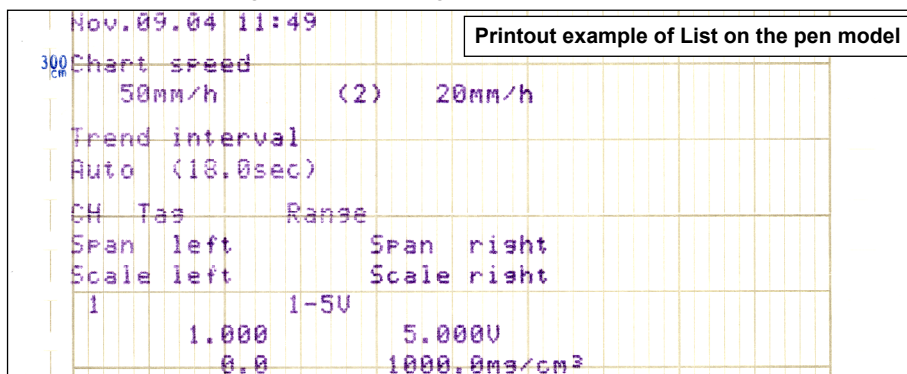 Nov.09.04 11:49
Printout example of List on the pen model
300 cm
Chart speed
50mm/h (2) 20mm/h
Trend interval
Auto (18.0sec)
CH Tag Range
Span left Span right
Scale left Scale right
1 1-5V
1.000 5.000V
0.0 1000.0mg/cm³